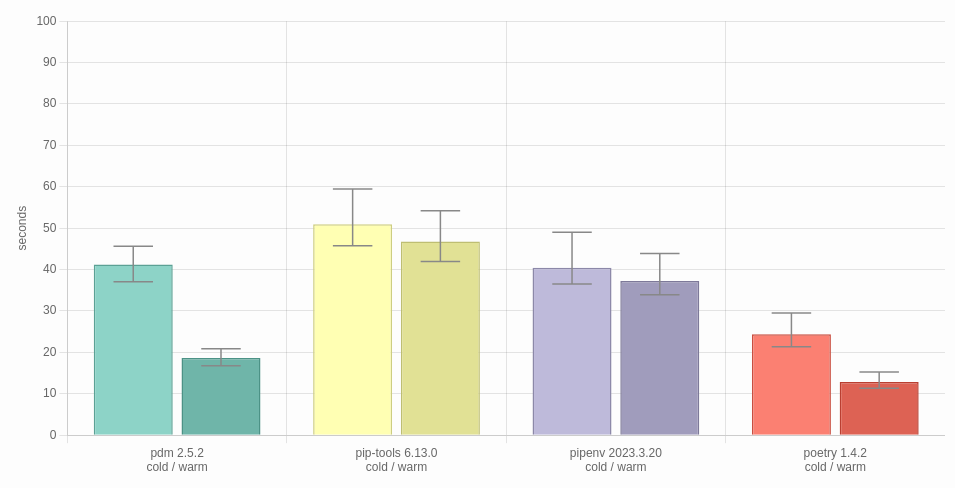 100
90
80
70
60
50
40
30
20
10
0
seconds
pdm 2.5.2
cold / warm
pip-tools 6.13.0
cold / warm
pipenv 2023.3.20
cold / warm
poetry 1.4.2
cold / warm